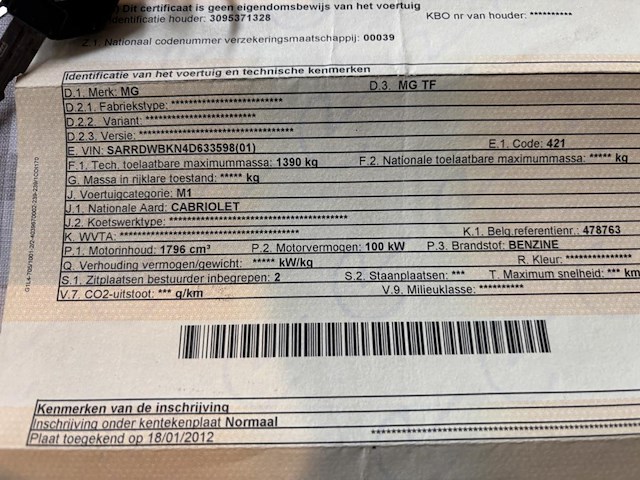 Dit certificaat is geen eigendomsbewijs van het voertuig
identificatie houder: 3095371328 KBO nr van houder: **********
Z.1. Nationaal codenummer verzekeringsmaatschappij: 00039
Identificatie van het voertuig en technische kenmerken
D.1. Merk: MG D.3. MG TF
D.2.1. Fabriekstype: *************************
D.2.2. Variant: *************************
D.2.3. Versie: ***********************************
E. VIN: SARRDWBKN4D633598(01) E.1. Code: 421
F.1. Tech. toelaatbare maximummassa: 1390 kg F.2. Nationale toelaatbare maximummassa: ***** kg
G. Massa in rijklare toestand: ***** kg
J. Voertuigcategorie: M1
J.1. Nationale Aard: CABRIOLET
J.2. Koetswerktype: ****************************************
K. WVTA: *********************************** K.1. Belg.referentienr.: 478763
P.1. Motorinhoud: 1796 cm³ P.2. Motorvermogen: 100 kW P.3. Brandstof: BENZINE
Q. Verhouding vermogen/gewicht: ***** kW/kg R. Kleur: ***************
S.1. Zitplaatsen bestuurder inbegrepen: 2 S.2. Staanplaatsen: *** T. Maximum snelheid: *** km
V.7. CO2-uitstoot: *** g/km V.9. Milieuklasse: **********
Kenmerken van de inschrijving
Inschrijving onder kentekenplaat Normaal
Plaat toegekend op 18/01/2012 ****************************************